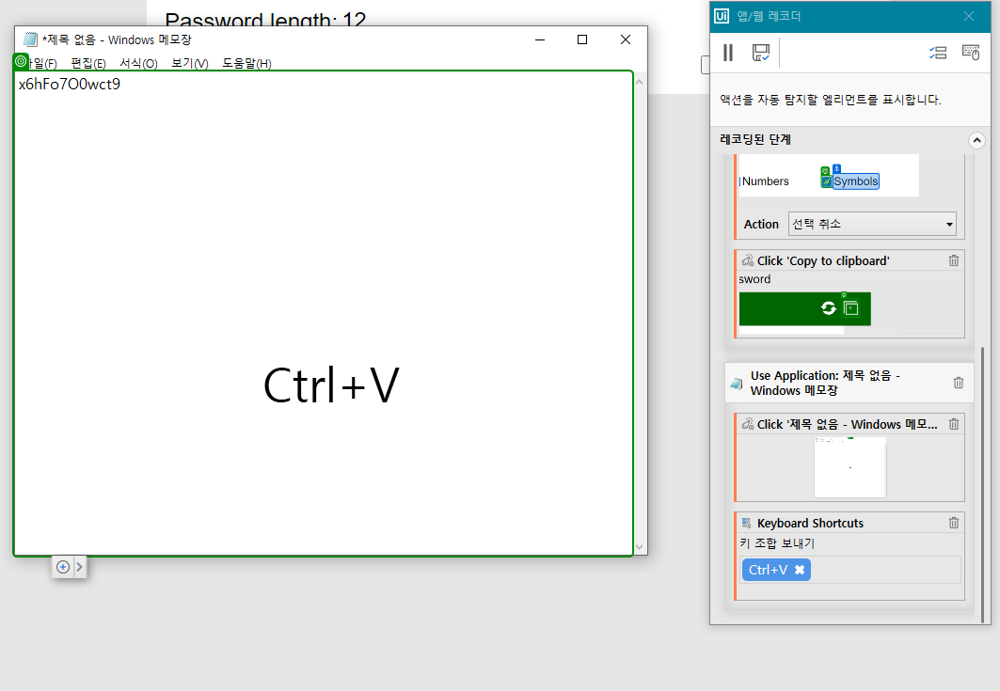 Password length: 12
*제목 없음 - Windows 메모장
일(F) 편집(E) 서식(O) 보기(V) 도움말(H)
x6hFo7O0wct9
Ctrl+V
Ui 앱/웹 레코더
액션을 자동 탐지할 엘리먼트를 표시합니다.
레코딩된 단계
Numbers Symbols
Action 선택 취소
Click 'Copy to clipboard'
sword
Use Application: 제목 없음 -
Windows 메모장
Click '제목 없음 - Windows 메모...
Keyboard Shortcuts
키 조합 보내기
Ctrl+V